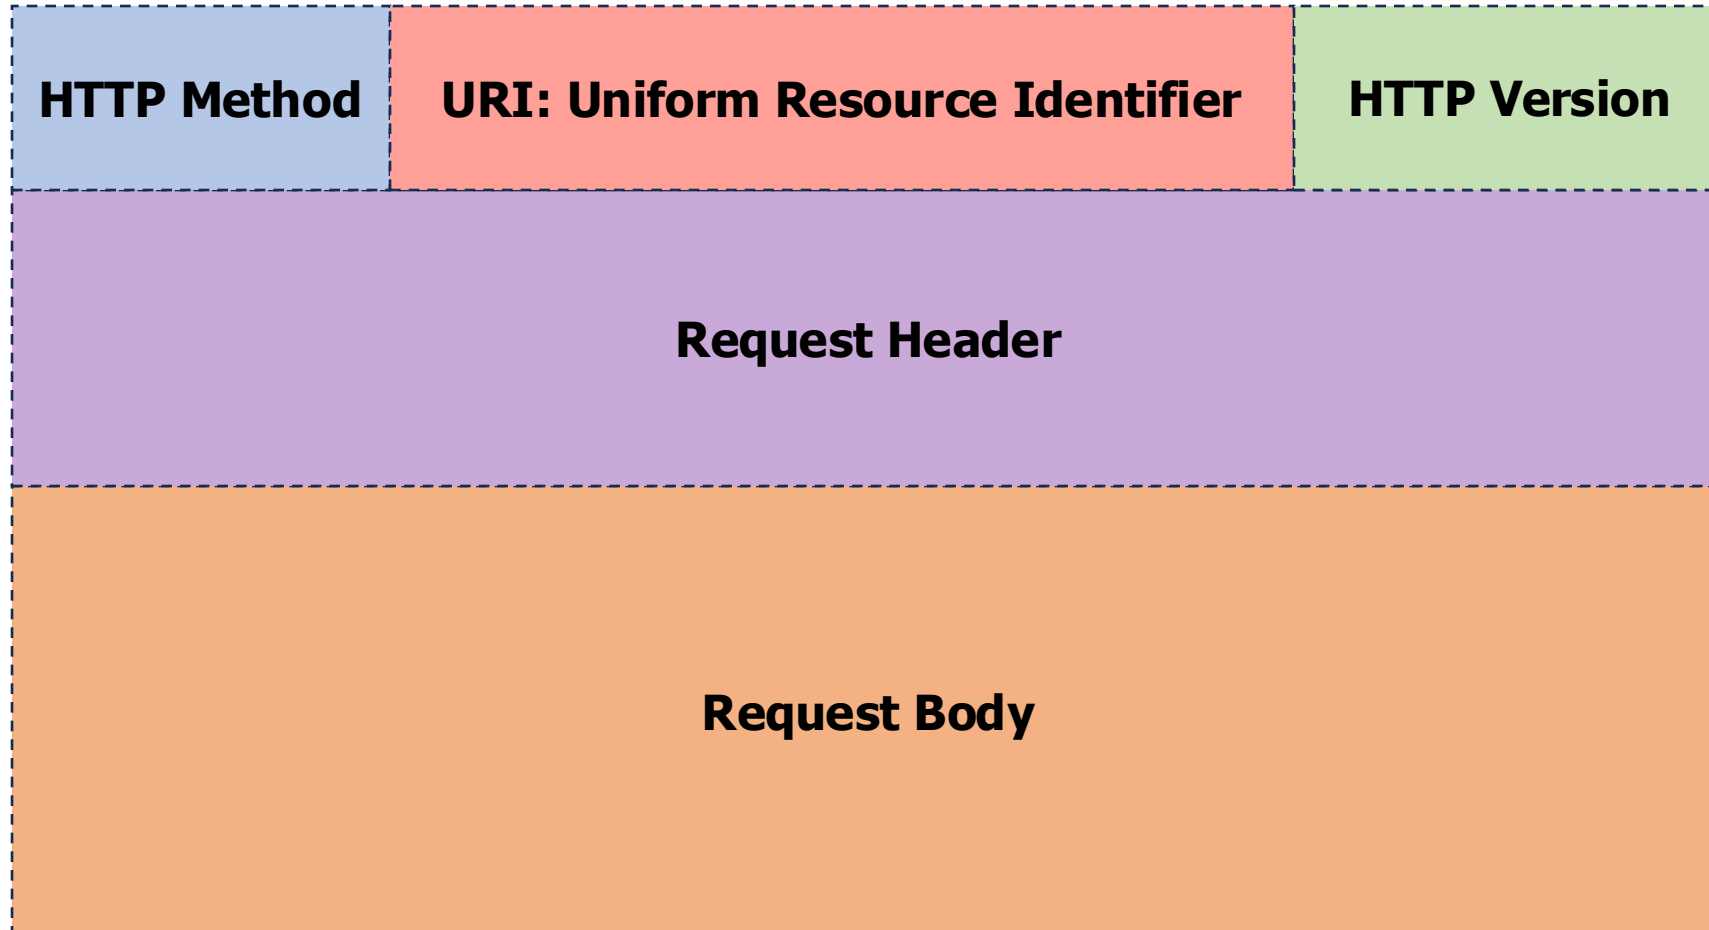 HTTP Method
URI: Uniform Resource Identifier
HTTP Version
Request Header
Request Body